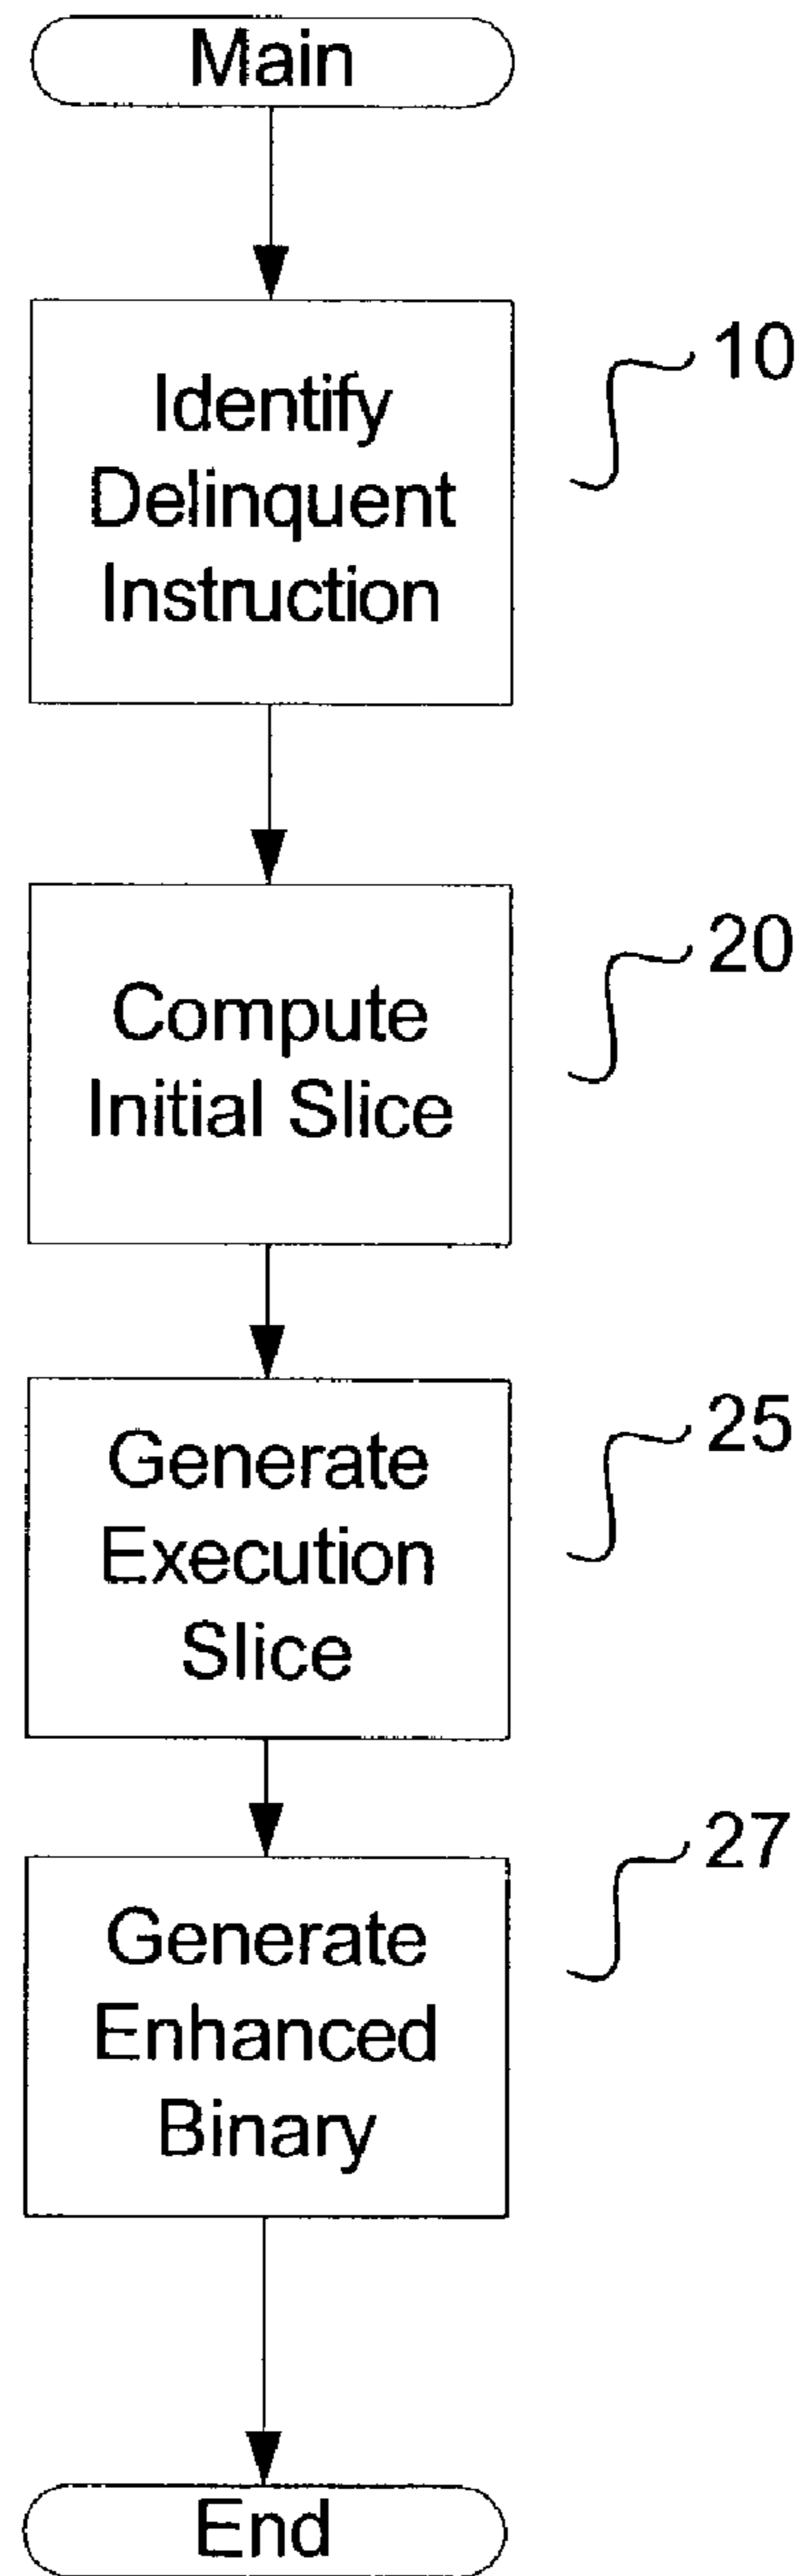 Main
Identify
Delinquent
Instruction
10
Compute
Initial Slice
20
Generate
Execution
Slice
25
Generate
Enhanced
Binary
27
End